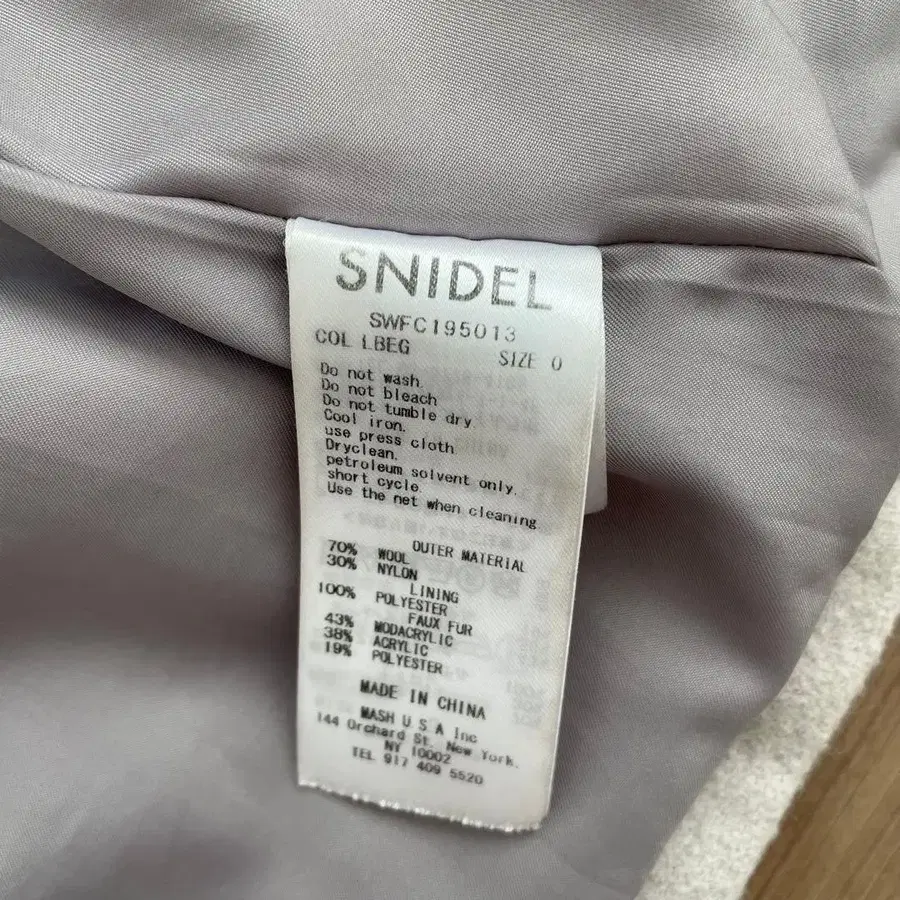 SNIDEL
SWFC195013
COL LBEG SIZE 0
Do not wash.
Do not bleach
Do not tumble dry.
Cool iron.
use press cloth
Dryclean.
petroleum solvent only.
short cycle.
Use the net when cleaning
OUTER MATERIAL
70% WOOL
30% NYLON
LINING
100% POLYESTER
FAUX FUR
43% MODACRYLIC
38% ACRYLIC
19% POLYESTER
MADE IN CHINA
MASH U S A Inc
144 Orchard St. New York.
NY 10002
TEL 917 409 5520